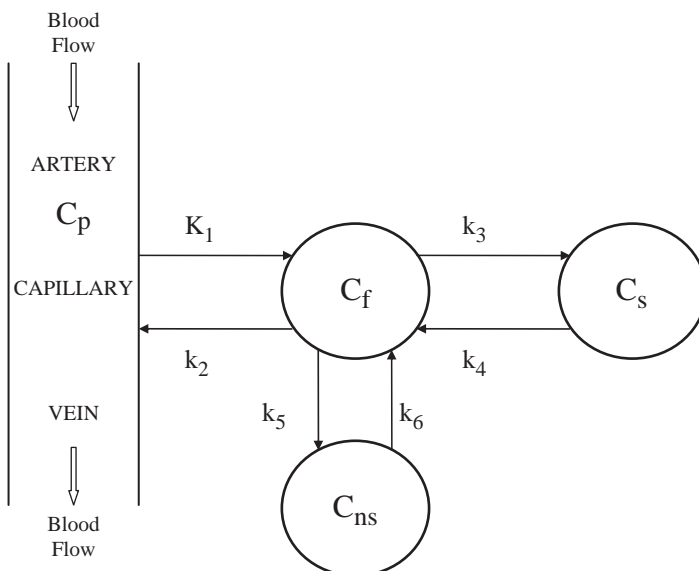 Blood
Flow
ARTERY
Cp
CAPILLARY
VEIN
Blood
Flow
K1
k2
Cf
k3
k4
Cs
k5
k6
Cns